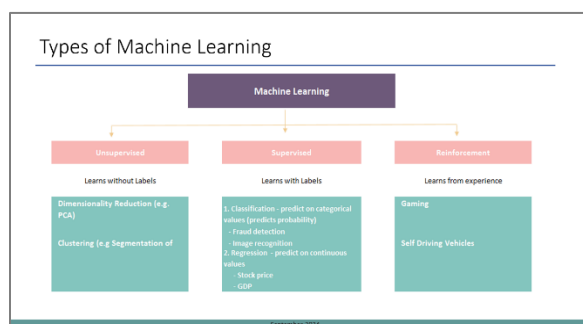 Types of Machine Learning
Machine Learning
Unsupervised
Supervised
Reinforcement
Learns without Labels
Learns with Labels
Learns from experience
Dimensionality Reduction (e.g.
PCA)
Clustering (e.g Segmentation of
1. Classification - predict on categorical
values (predicts probability)
- Fraud detection
- Image recognition
2. Regression - predict on continuous
values
- Stock price
- GDP
Gaming
Self Driving Vehicles